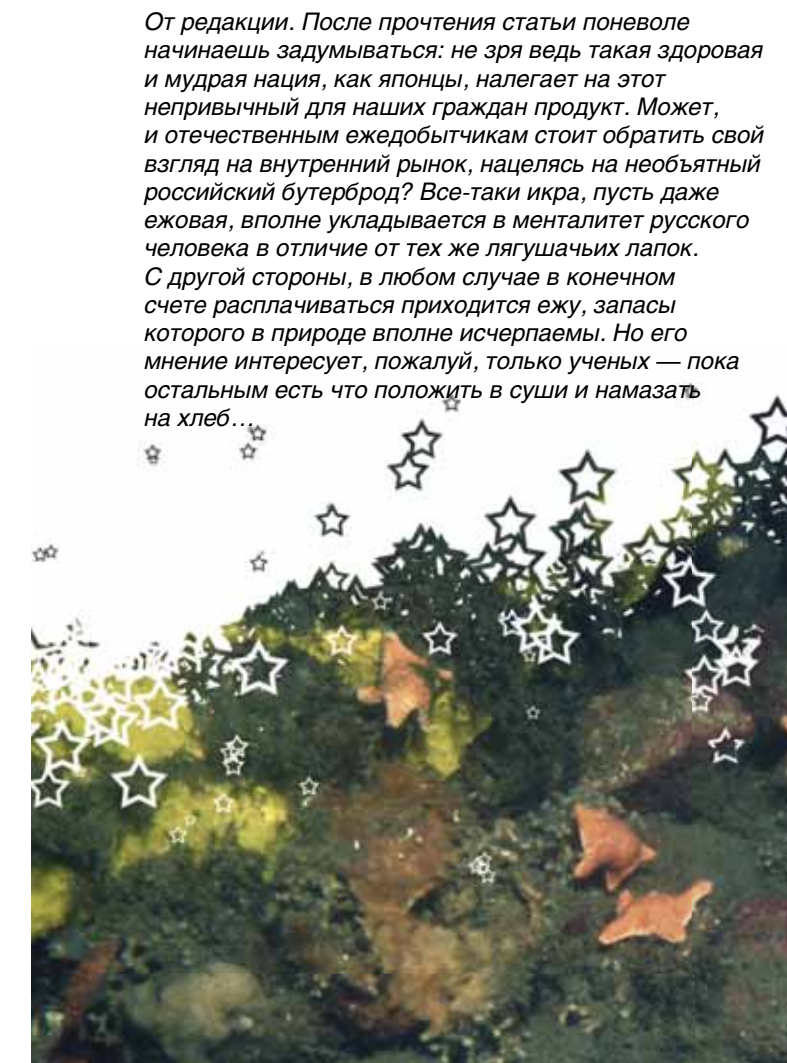 От редакции. После прочтения статьи поневоле
начинаешь задумываться: не зря ведь такая здоровая
и мудрая нация, как японцы, налегает на этот
непривычный для наших граждан продукт. Может,
и отечественным ежедобытчикам стоит обратить свой
взгляд на внутренний рынок, нацелясь на необъятный
российский бутерброд? Все-таки икра, пусть даже
ежовая, вполне укладывается в менталитет русского
человека в отличие от тех же лягушачьих лапок.
С другой стороны, в любом случае в конечном
счете расплачиваться приходится ежу, запасы
которого в природе вполне исчерпаемы. Но его
мнение интересует, пожалуй, только ученых — пока
остальным есть что положить в суши и намазать
на хлеб…